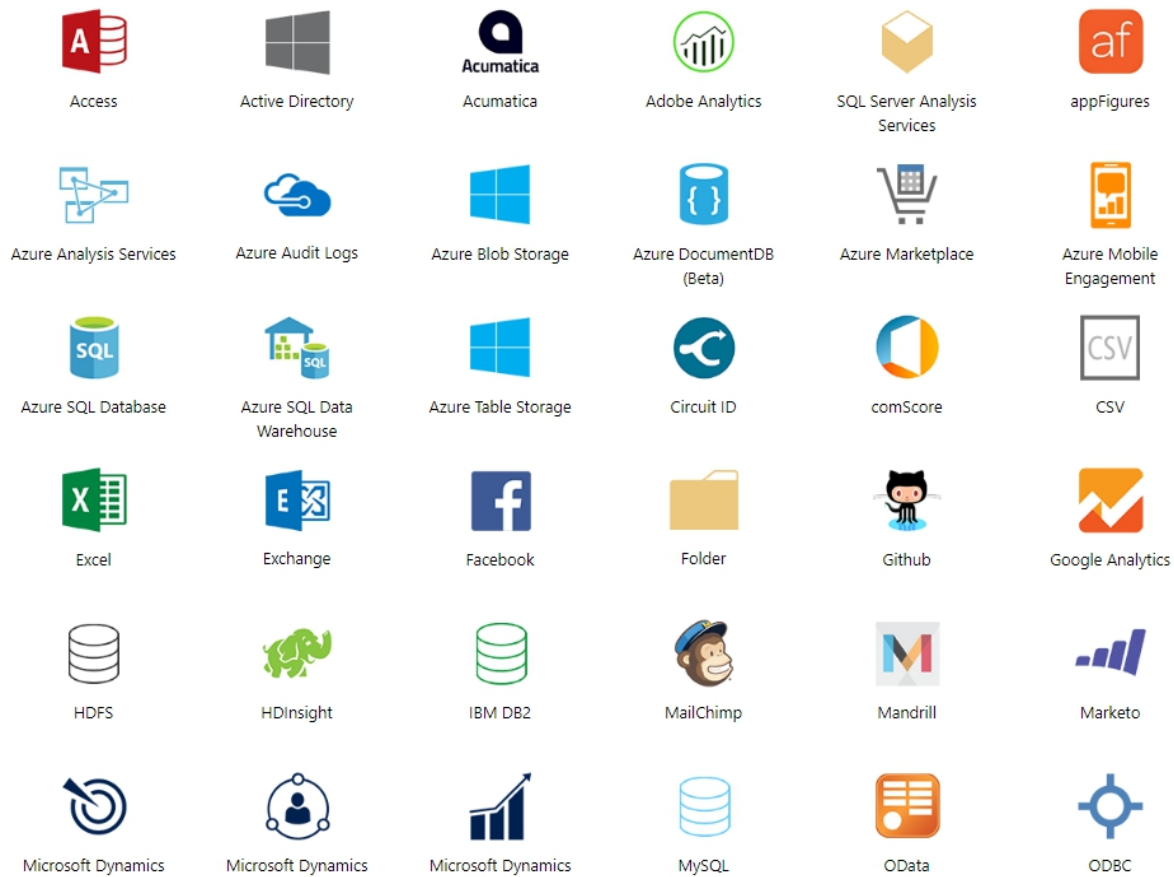 A
Acumatica
af
Access
Active Directory
Acumatica
Adobe Analytics
SQL Server Analysis
Services
appFigures
{ }
Azure Analysis Services
Azure Audit Logs
Azure Blob Storage
Azure DocumentDB
(Beta)
Azure Marketplace
Azure Mobile
Engagement
SQL
SQL
CSV
Azure SQL Database
Azure SQL Data
Warehouse
Azure Table Storage
Circuit ID
comScore
CSV
X
E
f
Excel
Exchange
Facebook
Folder
Github
Google Analytics
M
HDFS
HDInsight
IBM DB2
MailChimp
Mandrill
Marketo
Microsoft Dynamics
Microsoft Dynamics
Microsoft Dynamics
MySQL
OData
ODBC